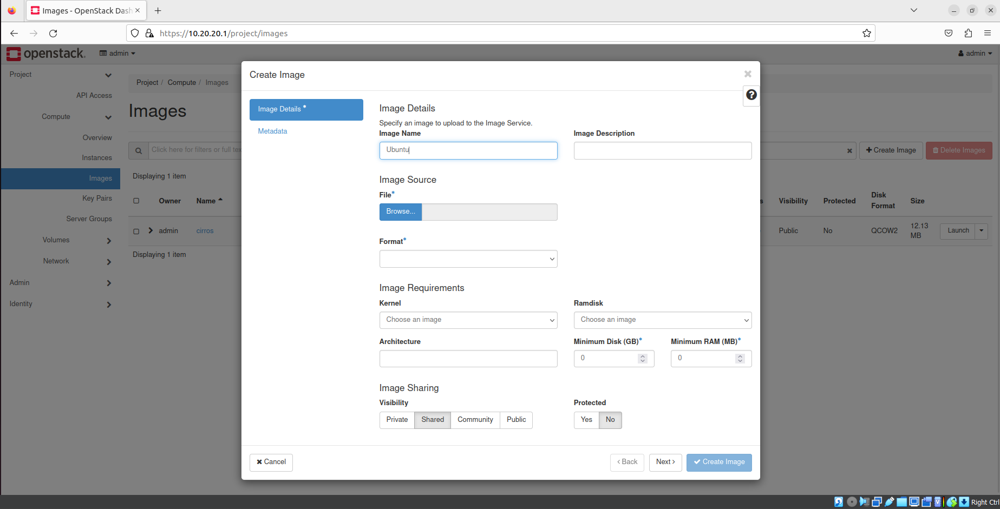 Images - OpenStack Dash
https://10.20.20.1/project/images
openstack.
admin
admin
Project
API Access
Compute
Overview
Instances
Images
Key Pairs
Server Groups
Volumes
Network
Admin
Identity
Project / Compute / Images
Images
Click here for filters or full tex
Create Image
Delete Images
Displaying 1 item
Owner Name Visibility Protected Disk Format Size
admin cirros Public No QCOW2 12.13 MB Launch
Displaying 1 item
Create Image
Image Details *
Metadata
Image Details
Specify an image to upload to the Image Service.
Image Name Image Description
Ubuntu
Image Source
File*
Browse...
Format*
Image Requirements
Kernel Ramdisk
Choose an image Choose an image
Architecture Minimum Disk (GB)* Minimum RAM (MB)*
0 0
Image Sharing
Visibility Protected
Private Shared Community Public Yes No
Cancel
Back Next Create Image
Right Ctrl